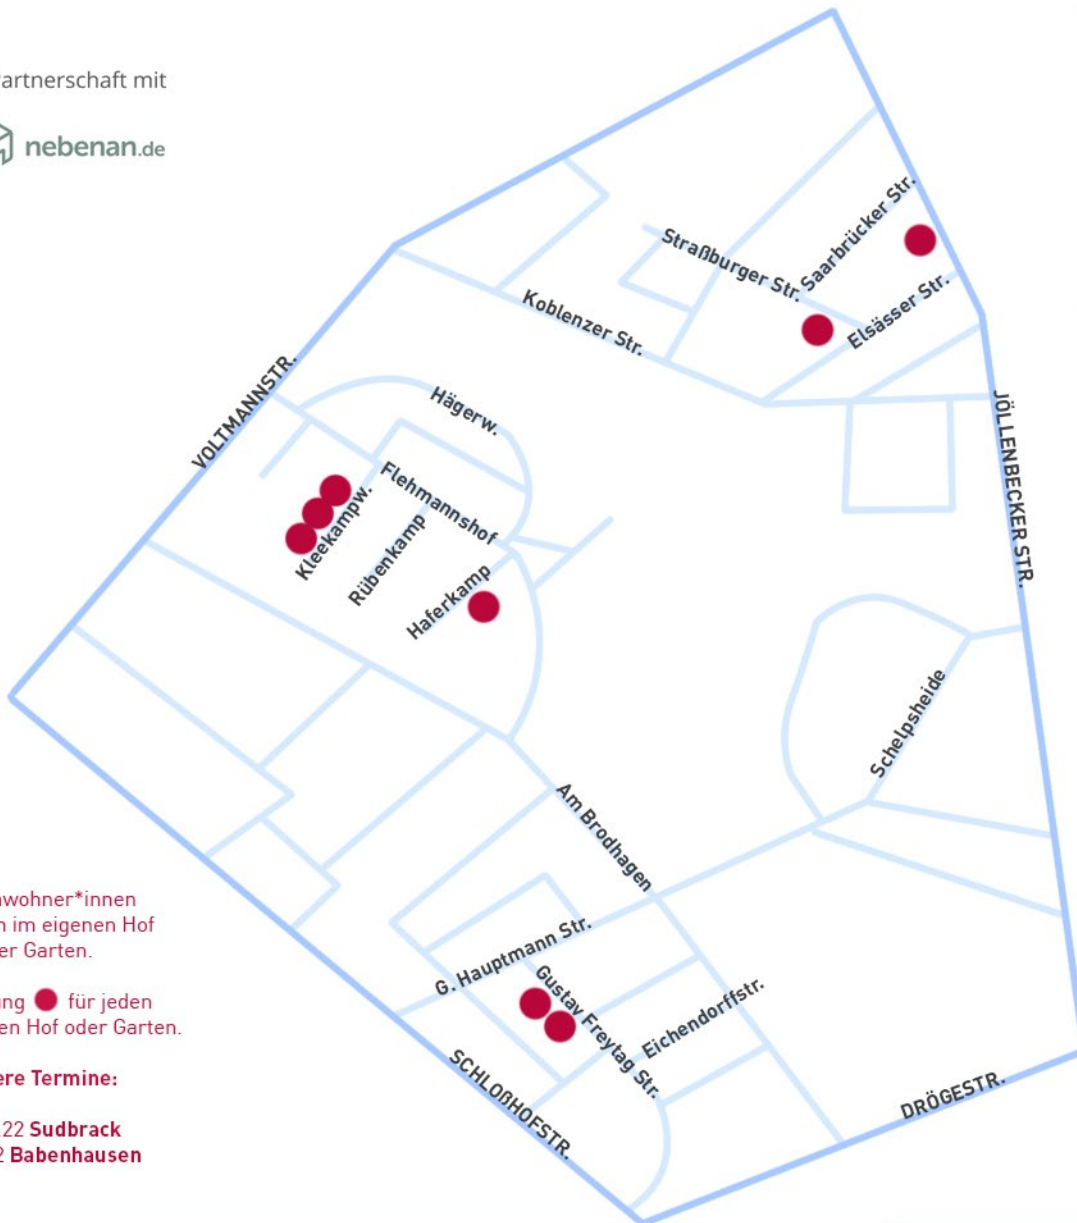 artnerschaft mit
nebenan.de
Saarbrücker Str.
Straßburger Str.
Elsässer Str.
Koblenzer Str.
VOLTMANNSTR.
Hägerw.
JÖLLENBECKER STR.
Flehmannshof
Kleekampw.
Rübenkamp
Haferkamp
Schelpsheide
Am Brodhagen
G. Hauptmann Str.
Gustav Freytag Str.
Eichendorffstr.
SCHLOßHOFSTR.
DRÖGESTR.
wohner*innen
n im eigenen Hof
er Garten.
ung für jeden
en Hof oder Garten.
ere Termine:
.22 Sudbrack
2 Babenhausen